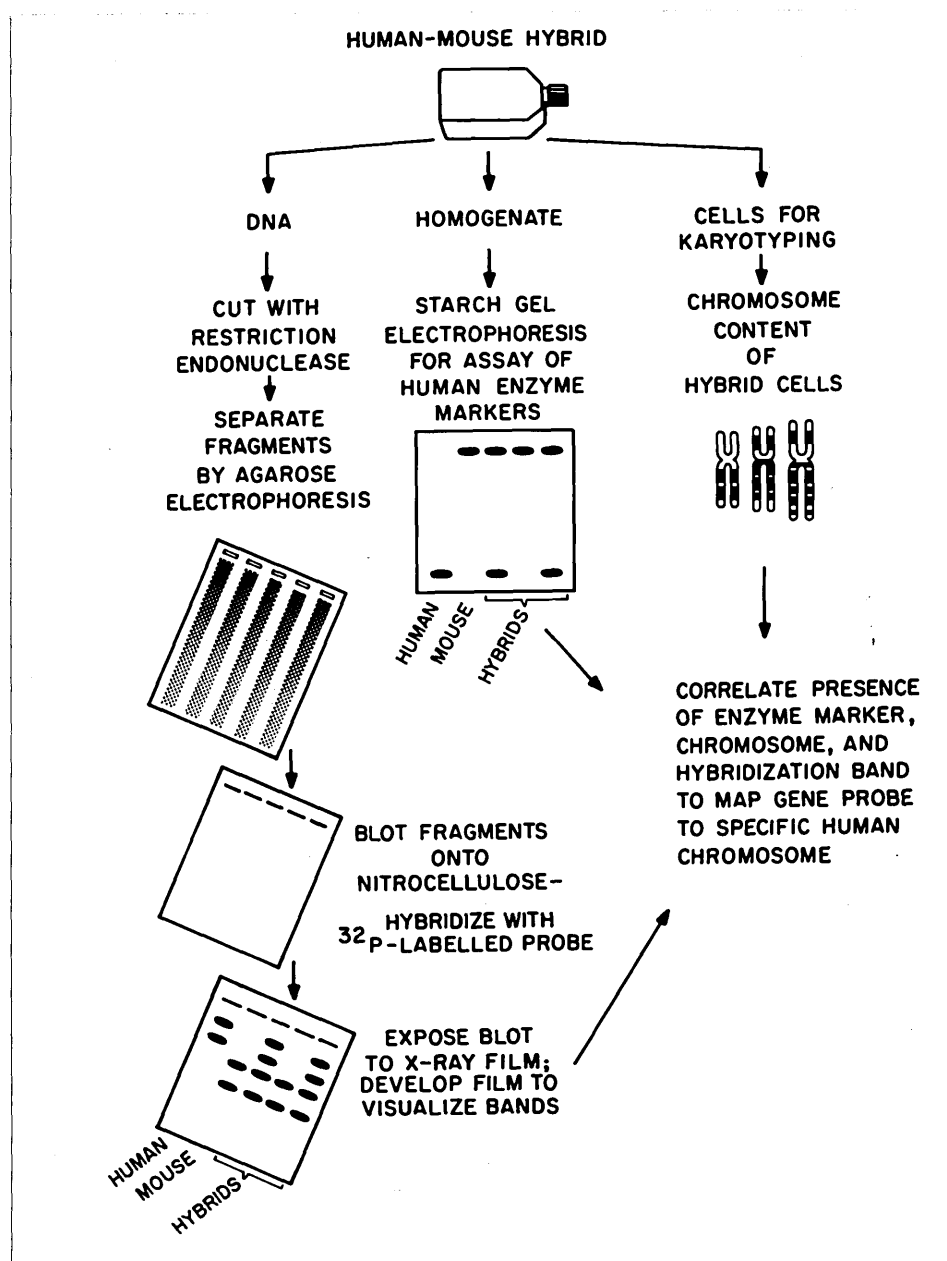 HUMAN-MOUSE HYBRID
DNA
CUT WITH
RESTRICTION
ENDONUCLEASE
SEPARATE
FRAGMENTS
BY AGAROSE
ELECTROPHORESIS
HOMOGENATE
STARCH GEL
ELECTROPHORESIS
FOR ASSAY OF
HUMAN ENZYME
MARKERS
HUMAN
MOUSE
HYBRIDS
CELLS FOR
KARYOTYPING
CHROMOSOME
CONTENT
OF
HYBRID CELLS
BLOT FRAGMENTS
ONTO
NITROCELLULOSE-
HYBRIDIZE WITH
32P-LABELLED PROBE
EXPOSE BLOT
TO X-RAY FILM;
DEVELOP FILM TO
VISUALIZE BANDS
HUMAN
MOUSE
HYBRIDS
CORRELATE PRESENCE
OF ENZYME MARKER,
CHROMOSOME, AND
HYBRIDIZATION BAND
TO MAP GENE PROBE
TO SPECIFIC HUMAN
CHROMOSOME